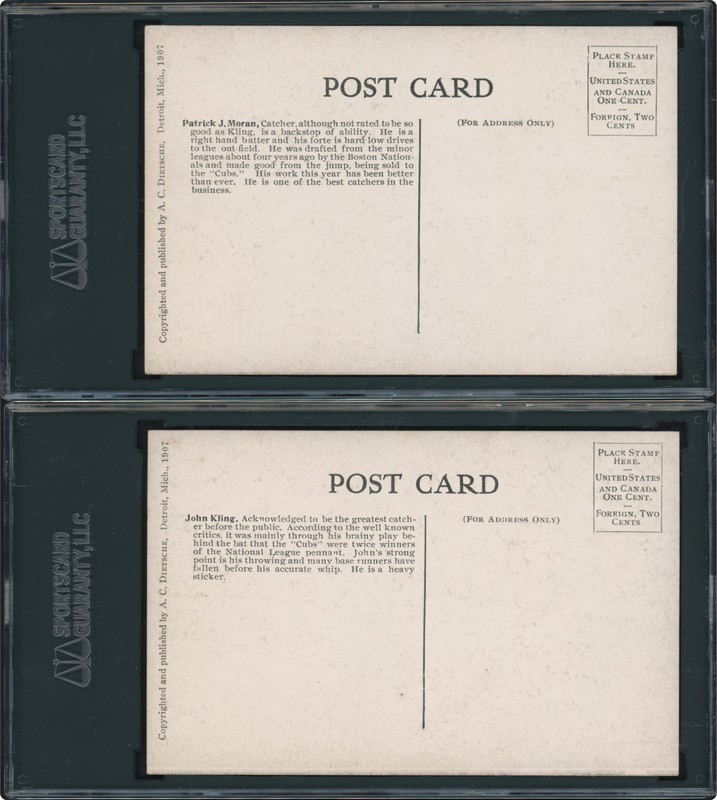 SPORTSCARD
GUARANTY, LLC
Copyrighted and published by A. C. DIETSCHE, Detroit, Mich., 1907
POST CARD
PLACE STAMP
HERE.
UNITED STATES
AND CANADA
ONE CENT.
FOREIGN, TWO
CENTS
Patrick J. Moran, Catcher, although not rated to be so
good as Kling, is a backstop of ability. He is a
right hand batter and his forte is hard low drives
to the out-field. He was drafted from the minor
leagues about four years ago by the Boston Nation-
als and made good from the jump, being sold to
the "Cubs." His work this year has been better
than ever. He is one of the best catchers in the
business.
(FOR ADDRESS ONLY)
SPORTSCARD
GUARANTY, LLC
Copyrighted and published by A. C. DIETSCHE, Detroit, Mich., 1907
POST CARD
PLACE STAMP
HERE.
UNITED STATES
AND CANADA
ONE CENT.
FOREIGN, TWO
CENTS
John Kling, Acknowledged to be the greatest catch-
er before the public. According to the well known
critics, it was mainly through his brainy play be-
hind the bat that the "Cubs" were twice winners
of the National League pennant. John's strong
point is his throwing and many base runners have
fallen before his accurate whip. He is a heavy
sticker.
(FOR ADDRESS ONLY)